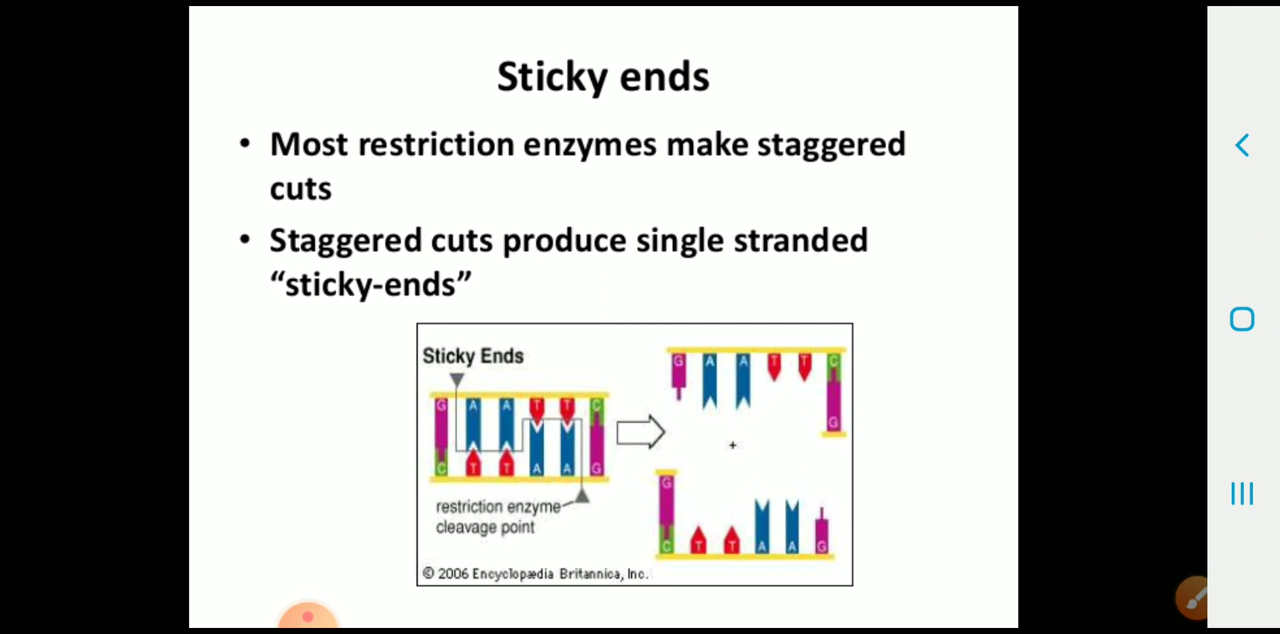 Sticky ends
• Most restriction enzymes make staggered
cuts
• Staggered cuts produce single stranded
“sticky-ends”
Sticky Ends
G A A T T C
C T T A A G
restriction enzyme
cleavage point
G A A T T C
G
+
G
C T T A A G
© 2006 Encyclopædia Britannica, Inc.